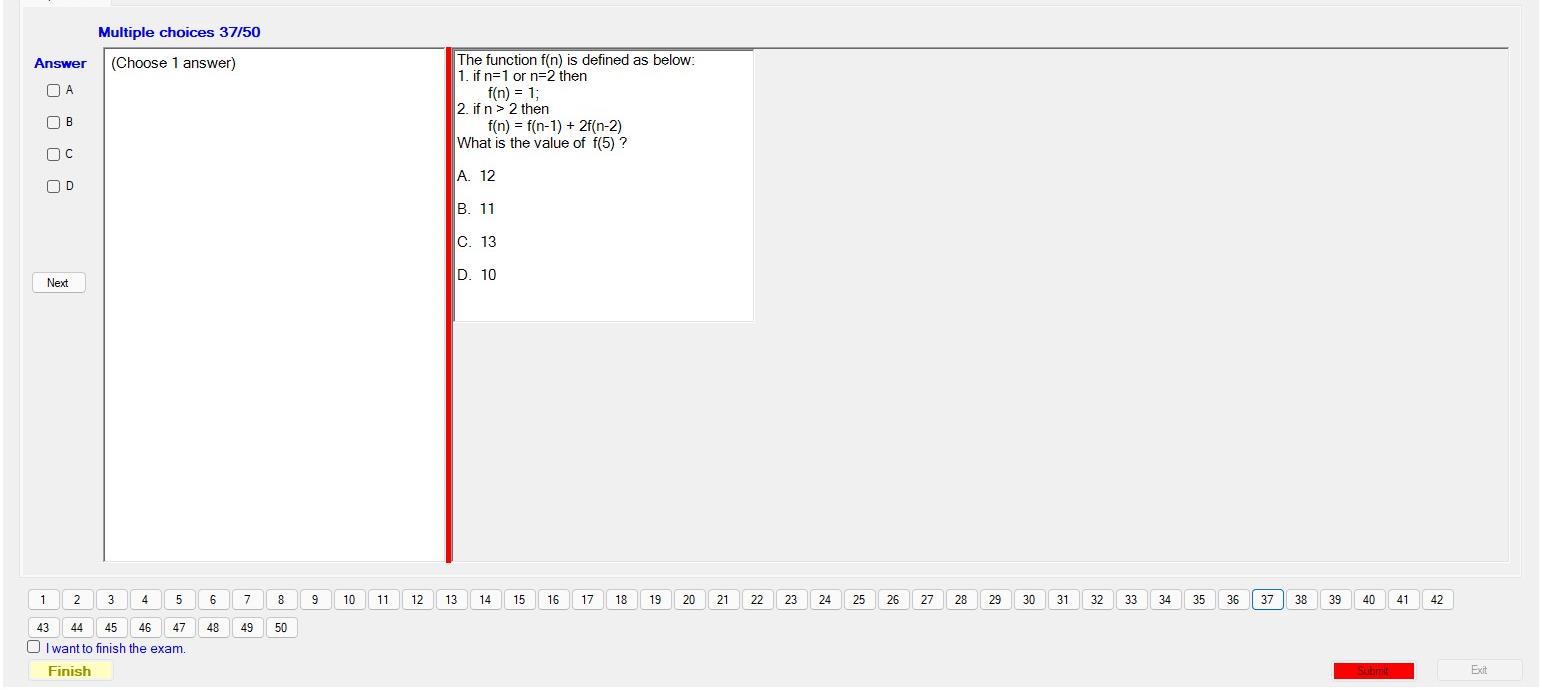 Multiple choices 37/50
Answer
(Choose 1 answer)
A
B
C
D
Next
The function f(n) is defined as below:
1. if n=1 or n=2 then
f(n) = 1;
2. if n > 2 then
f(n) = f(n-1) + 2f(n-2)
What is the value of f(5) ?
A. 12
B. 11
C. 13
D. 10
1 2 3 4 5 6 7 8 9 10 11 12 13 14 15 16 17 18 19 20 21 22 23 24 25 26 27 28 29 30 31 32 33 34 35 36 37 38 39 40 41 42
43 44 45 46 47 48 49 50
I want to finish the exam.
Finish
Submit
Exit